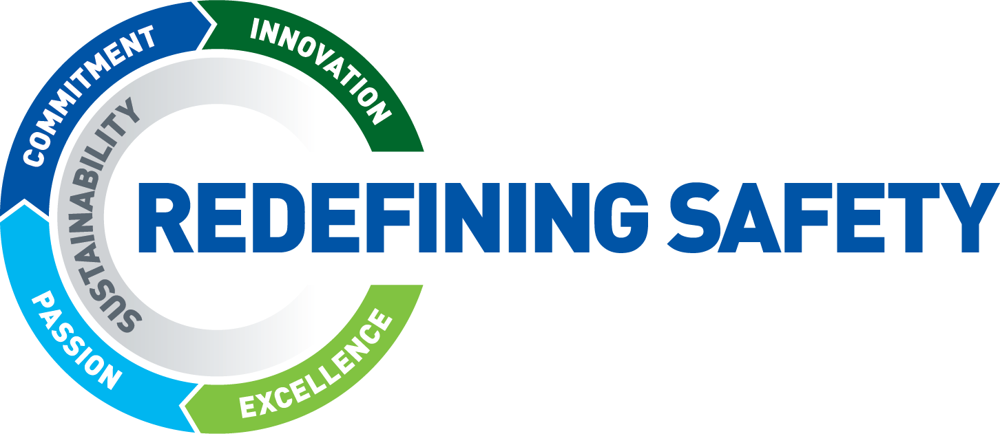 COMMITMENT
INNOVATION
SUSTAINABILITY
REDEFINING SAFETY
PASSION
EXCELLENCE